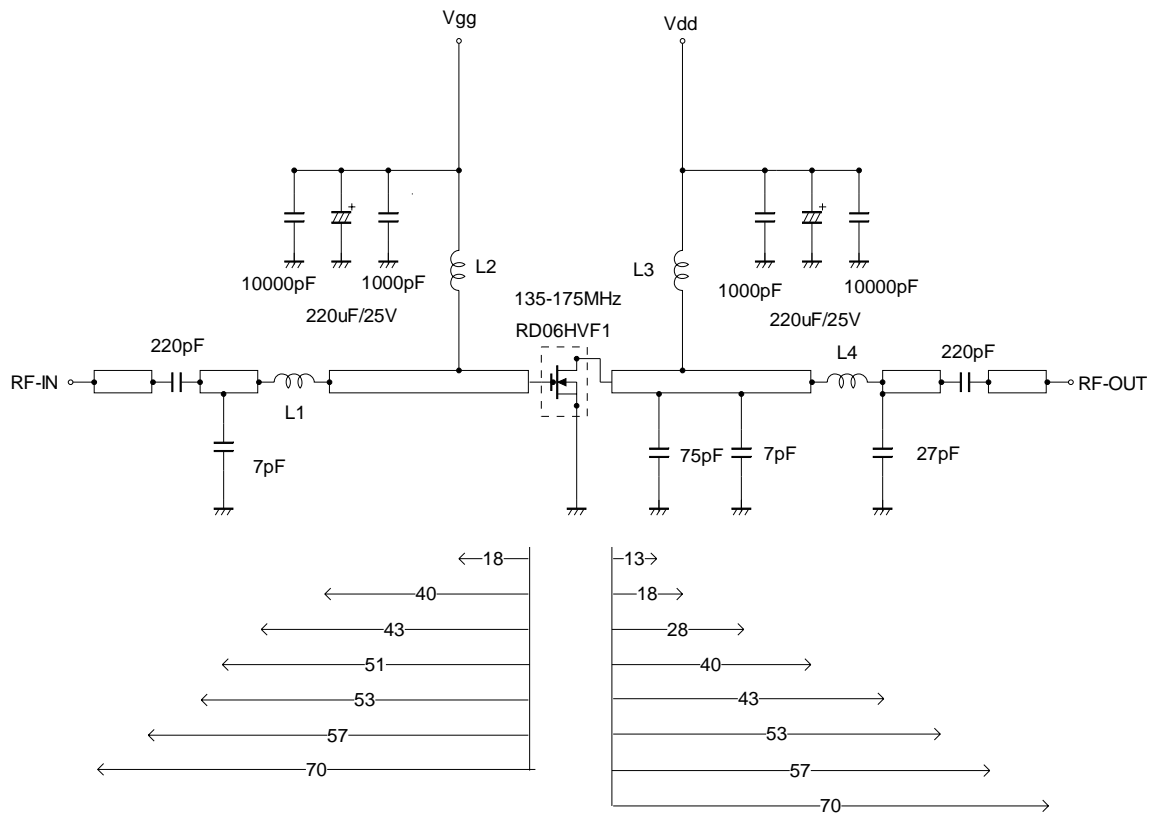 Vgg
Vdd
+
+
L2
L3
10000pF
1000pF
220uF/25V
135-175MHz
RD06HVF1
1000pF
10000pF
220uF/25V
220pF
L4
220pF
RF-IN
RF-OUT
L1
7pF
75pF
7pF
27pF
18
13
40
18
43
28
51
40
53
43
57
53
70
57
70